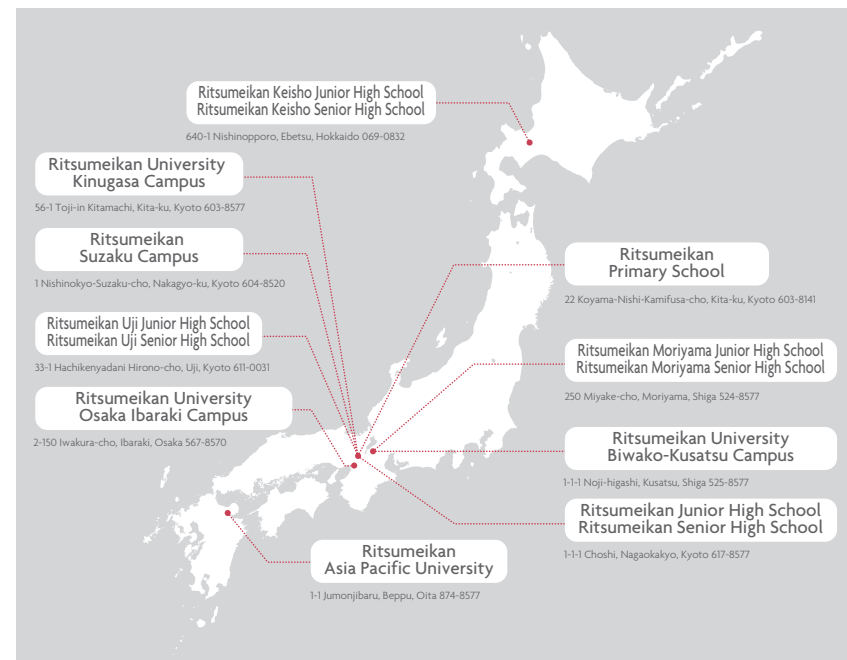 Ritsumeikan Keisho Junior High School
Ritsumeikan Keisho Senior High School
640-1 Nishinopporo, Ebetsu, Hokkaido 069-0832
Ritsumeikan University
Kinugasa Campus
56-1 Toji-in Kitamachi, Kita-ku, Kyoto 603-8577
Ritsumeikan
Suzaku Campus
1 Nishinokyo-Suzaku-cho, Nakagyo-ku, Kyoto 604-8520
Ritsumeikan Uji Junior High School
Ritsumeikan Uji Senior High School
33-1 Hachikenyadani Hirono-cho, Uji, Kyoto 611-0031
Ritsumeikan University
Osaka Ibaraki Campus
2-150 Iwakura-cho, Ibaraki, Osaka 567-8570
Ritsumeikan
Primary School
22 Koyama-Nishi-Kamifusa-cho, Kita-ku, Kyoto 603-8141
Ritsumeikan Moriyama Junior High School
Ritsumeikan Moriyama Senior High School
250 Miyake-cho, Moriyama, Shiga 524-8577
Ritsumeikan University
Biwako-Kusatsu Campus
1-1-1 Noji-higashi, Kusatsu, Shiga 525-8577
Ritsumeikan Junior High School
Ritsumeikan Senior High School
1-1-1 Choshi, Nagaokakyo, Kyoto 617-8577
Ritsumeikan
Asia Pacific University
1-1 Jumonjibaru, Beppu, Oita 874-8577